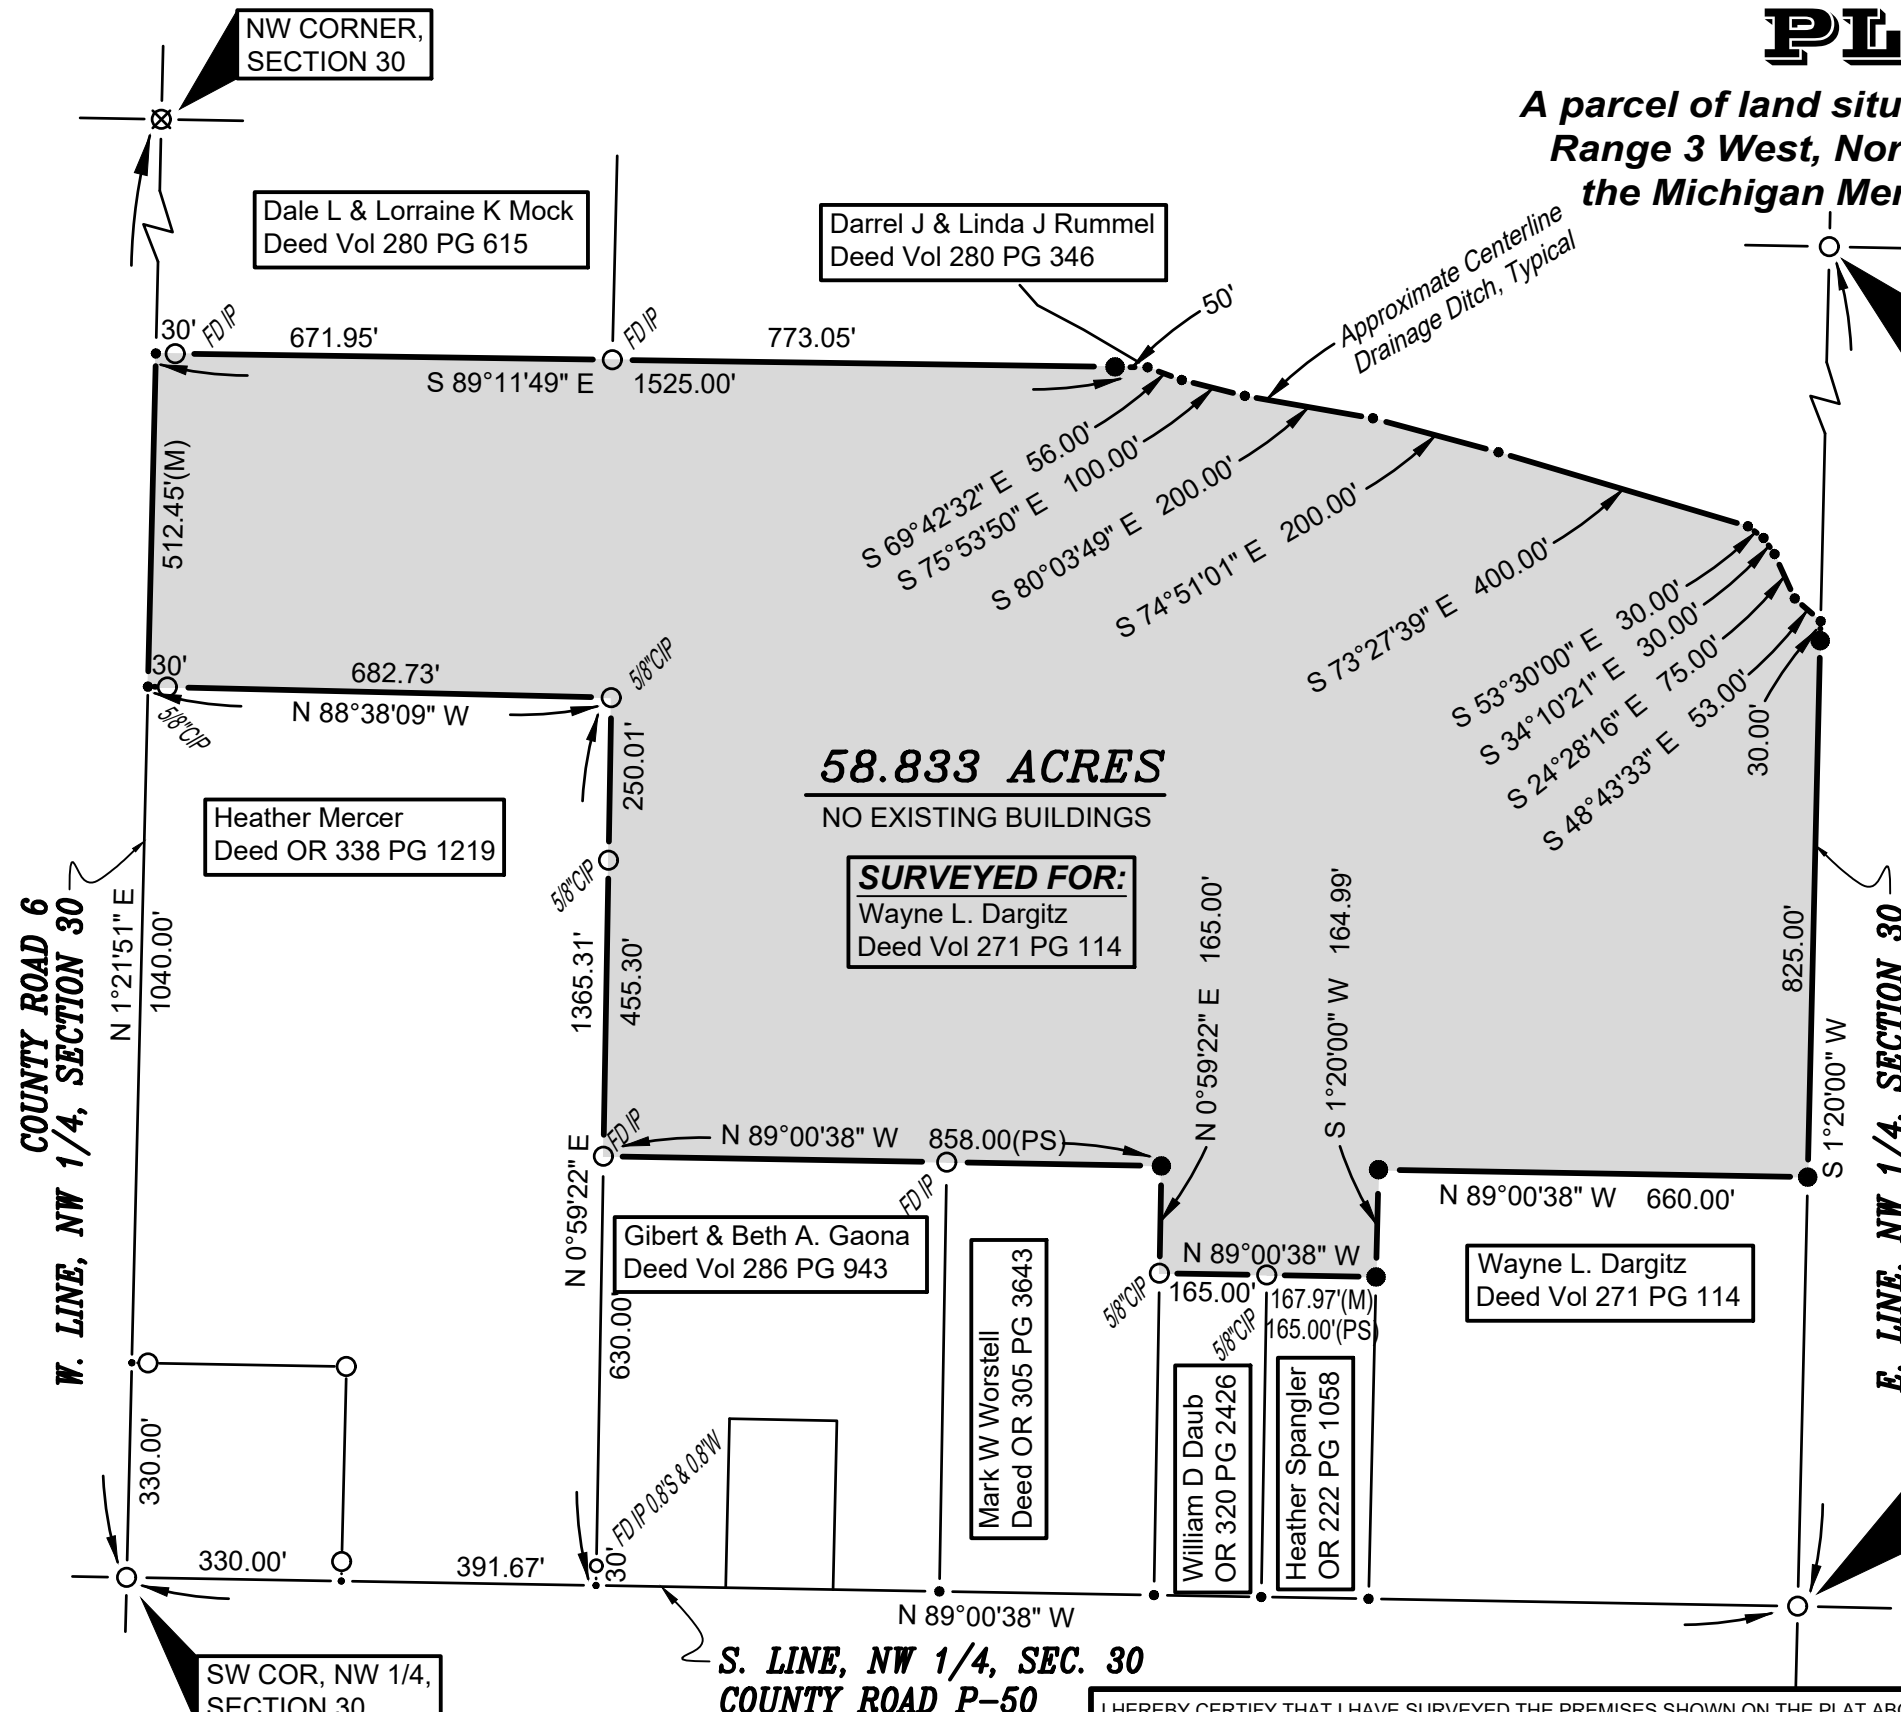 NW CORNER,
SECTION 30
A parcel of land situ
Range 3 West, Nor
the Michigan Mer
Dale L & Lorraine K Mock
Deed Vol 280 PG 615
Darrel J & Linda J Rummel
Deed Vol 280 PG 346
Approximate Centerline
Drainage Ditch, Typical
50'
30'
FD IP
671.95'
FD IP
773.05'
S 89°11'49" E 1525.00'
512.45'(M)
S 69°42'32" E 56.00'
S 75°53'50" E 100.00'
S 80°03'49" E 200.00'
S 74°51'01" E 200.00'
S 73°27'39" E 400.00'
S 53°30'00" E 30.00'
S 34°10'21" E 30.00'
S 24°28'16" E 75.00'
S 48°43'33" E 53.00'
30.00'
30'
682.73'
5/8"CIP
N 88°38'09" W
5/8"CIP
250.01'
58.833 ACRES
NO EXISTING BUILDINGS
Heather Mercer
Deed OR 338 PG 1219
SURVEYED FOR:
Wayne L. Dargitz
Deed Vol 271 PG 114
5/8"CIP
COUNTY ROAD 6
W. LINE, NW 1/4, SECTION 30
N 1°21'51" E
1040.00'
1365.31'
455.30'
N 0°59'22" E 165.00'
S 1°20'00" W 164.99'
825.00'
S 1°20'00" W
E. LINE, NW 1/4, SECTION 30
FD IP
N 89°00'38" W 858.00(PS)
N 0°59'22" E
FD IP
N 89°00'38" W 660.00'
Gibert & Beth A. Gaona
Deed Vol 286 PG 943
N 89°00'38" W
Wayne L. Dargitz
Deed Vol 271 PG 114
5/8"CIP
165.00'
167.97'(M)
165.00'(PS)
5/8"CIP
630.00'
Mark W Worstell
Deed OR 305 PG 3643
William D Daub
OR 320 PG 2426
Heather Spangler
OR 222 PG 1058
330.00'
FD IP 0.8'S & 0.8'W
330.00'
391.67'
30'
N 89°00'38" W
S. LINE, NW 1/4, SEC. 30
COUNTY ROAD P-50
SW COR, NW 1/4,
SECTION 30
I HEREBY CERTIFY THAT I HAVE SURVEYED THE PREMISES SHOWN ON THE PLAT AB